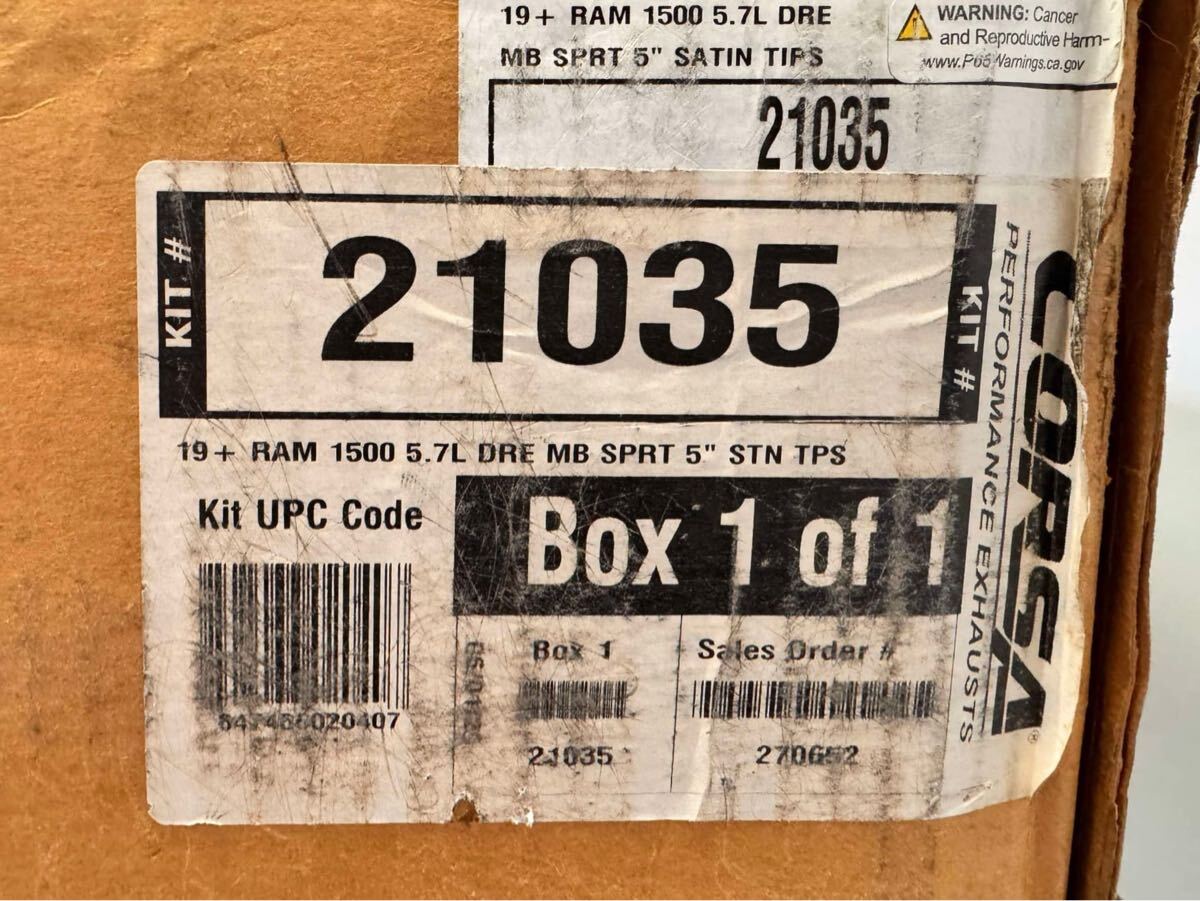 19+ RAM 1500 5.7L DRE
MB SPRT 5" SATIN TIPS
WARNING: Cancer
and Reproductive Harm-
www.P65Warnings.ca.gov
21035
KIT #
21035
KIT #
19+ RAM 1500 5.7L DRE MB SPRT 5" STN TPS
Kit UPC Code
Box 1 of 1
Box 1
Sales Order #
21035
CORSA®
PERFORMANCE EXHAUSTS